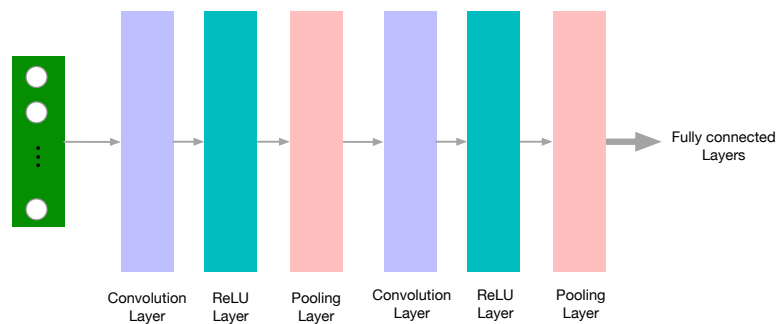 Fully connected
Layers
Convolution
Layer
ReLU
Layer
Pooling
Layer
Convolution
Layer
ReLU
Layer
Pooling
Layer